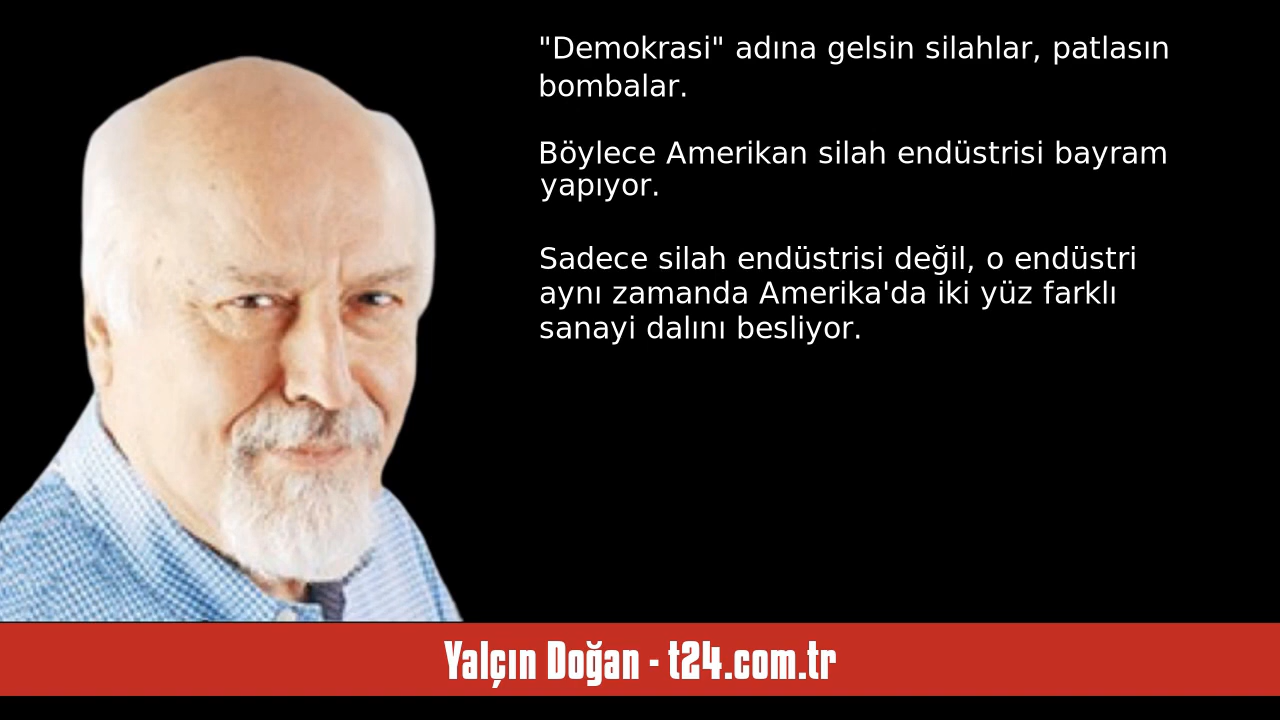 "Demokrasi" adına gelsin silahlar, patlasın
bombalar.
Böylece Amerikan silah endüstrisi bayram
yapıyor.
Sadece silah endüstrisi değil, o endüstri
aynı zamanda Amerika'da iki yüz farklı
sanayi dalını besliyor.
Yalçın Doğan - t24.com.tr